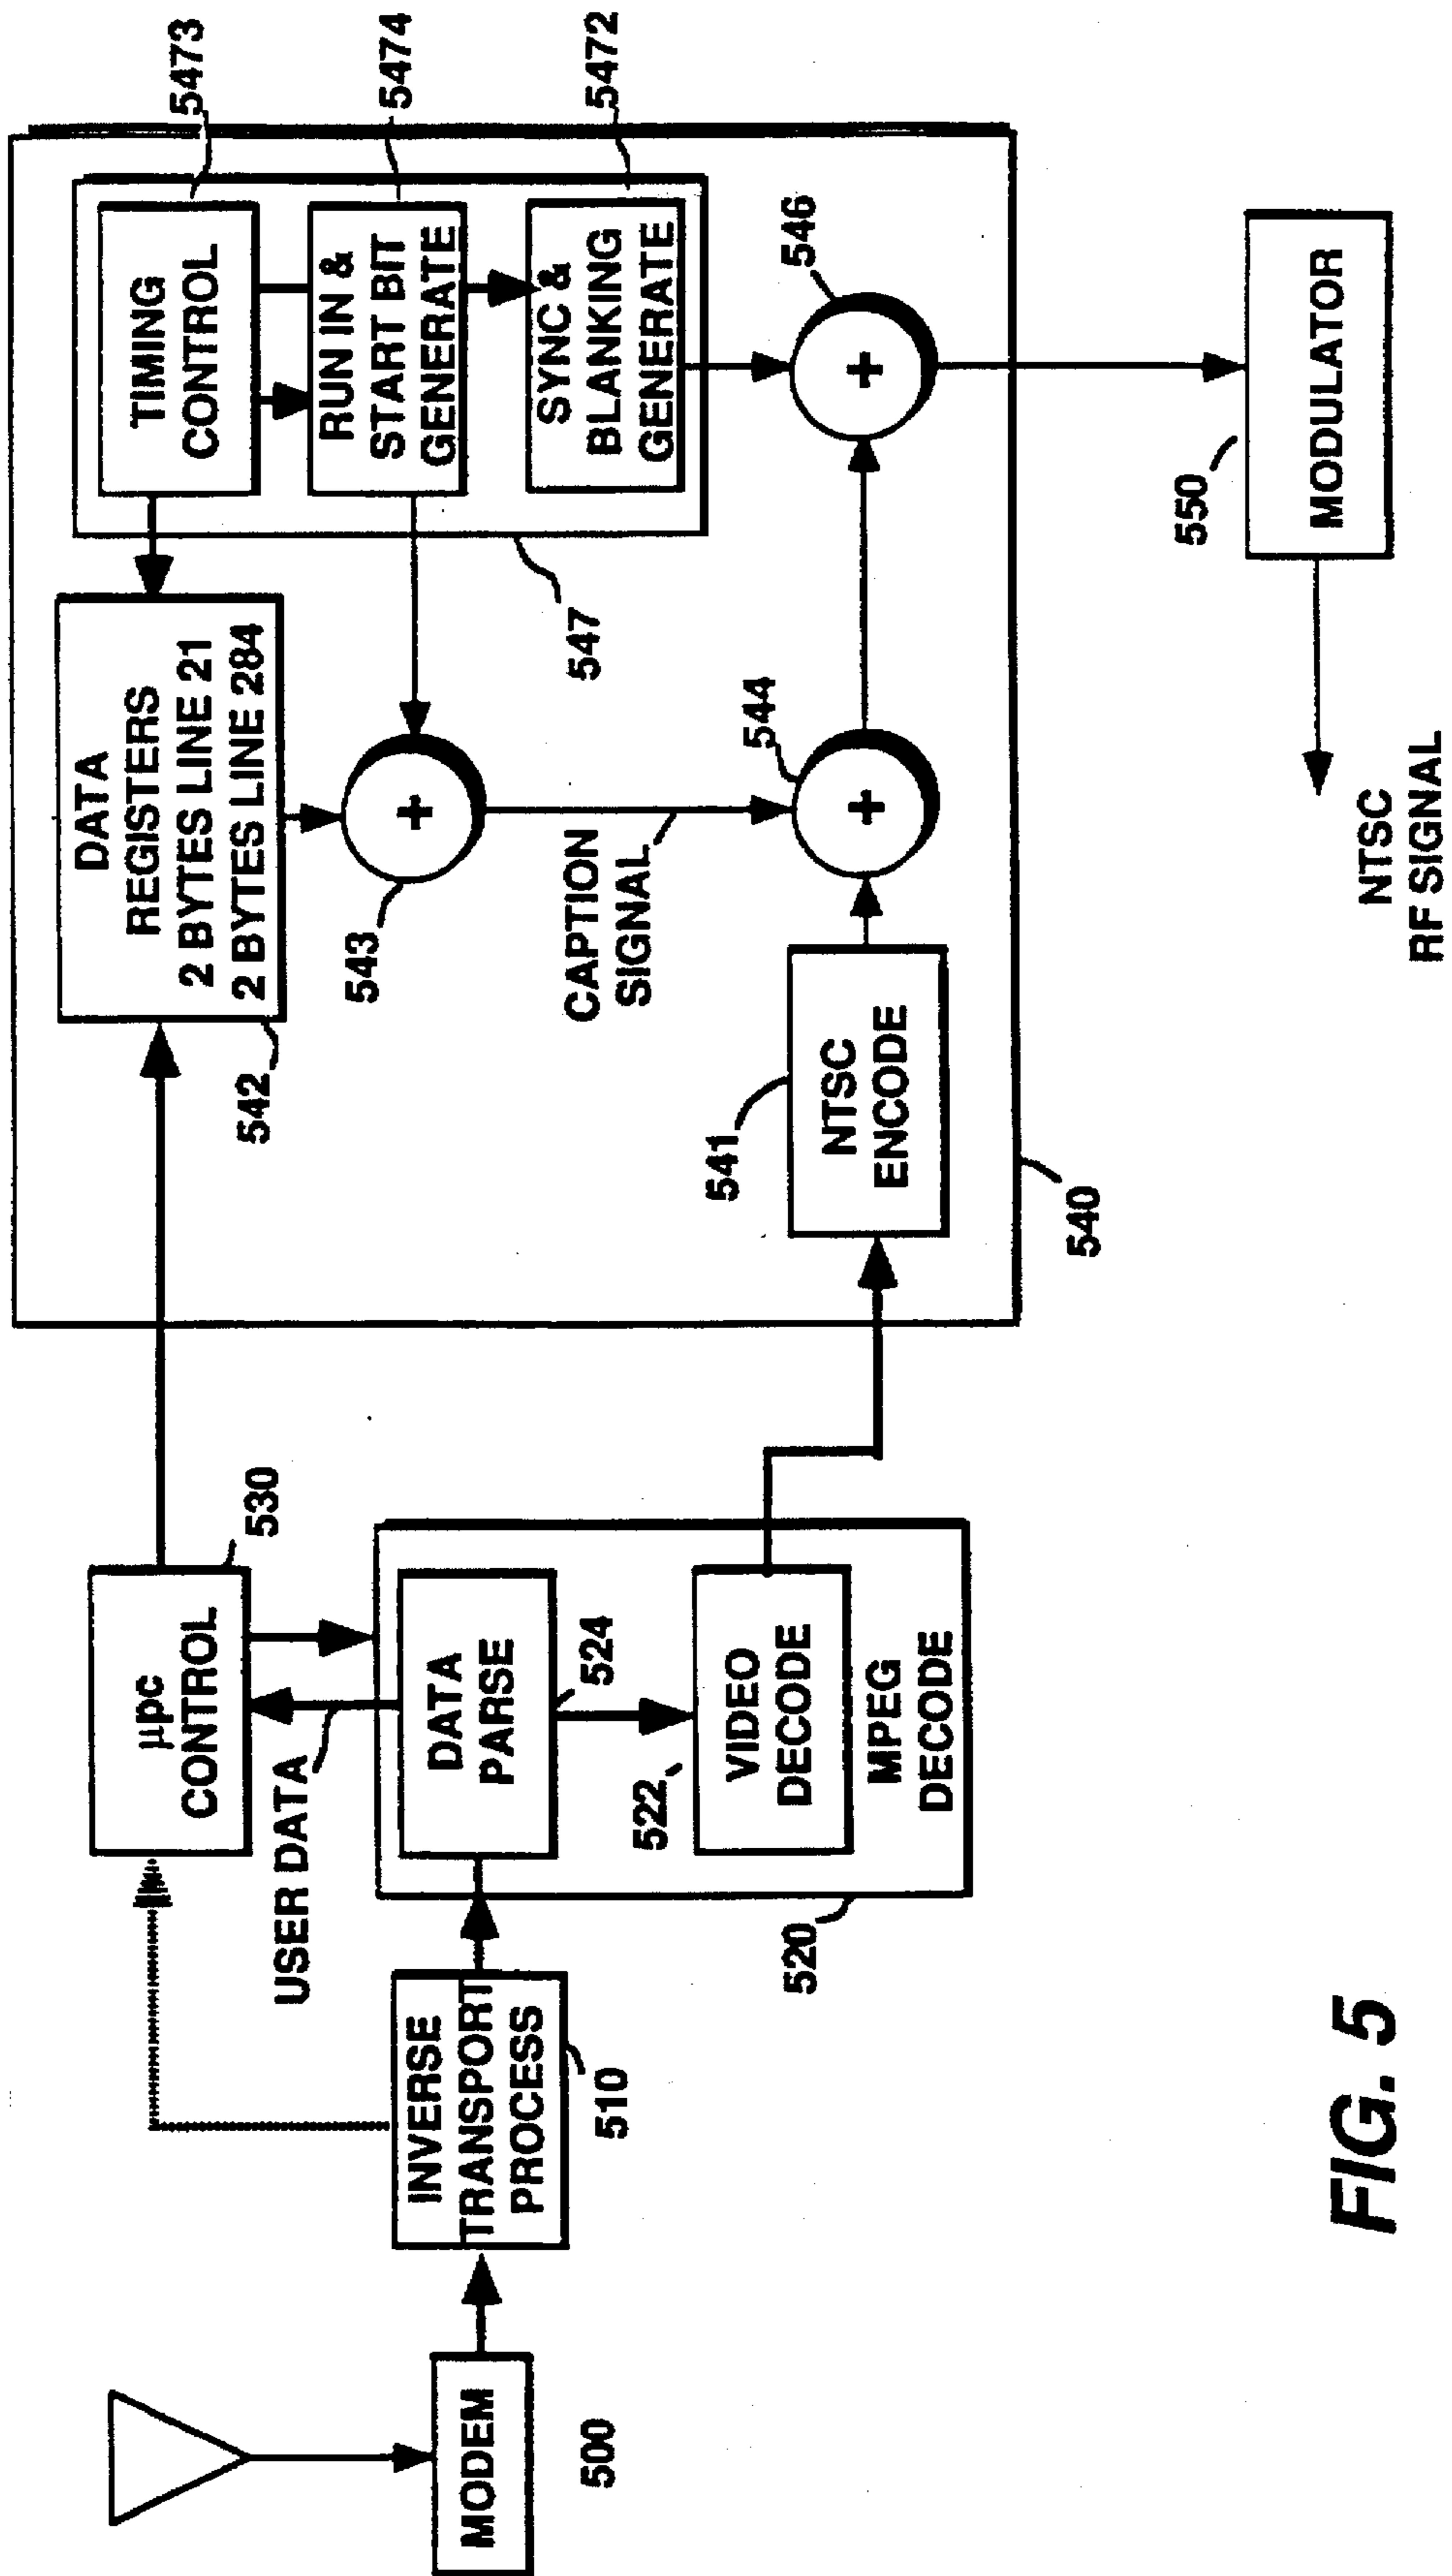 MODEM
500
INVERSE
TRANSPORT
PROCESS
510
USER DATA
µpc
CONTROL
530
DATA
PARSE
524
522
VIDEO
DECODE
MPEG
DECODE
520
DATA
REGISTERS
2 BYTES LINE 21
2 BYTES LINE 284
542
543
CAPTION
SIGNAL
541
NTSC
ENCODE
540
544
TIMING
CONTROL
5473
RUN IN &
START BIT
GENERATE
5474
SYNC &
BLANKING
GENERATE
5472
547
546
550
MODULATOR
NTSC
RF SIGNAL
FIG. 5